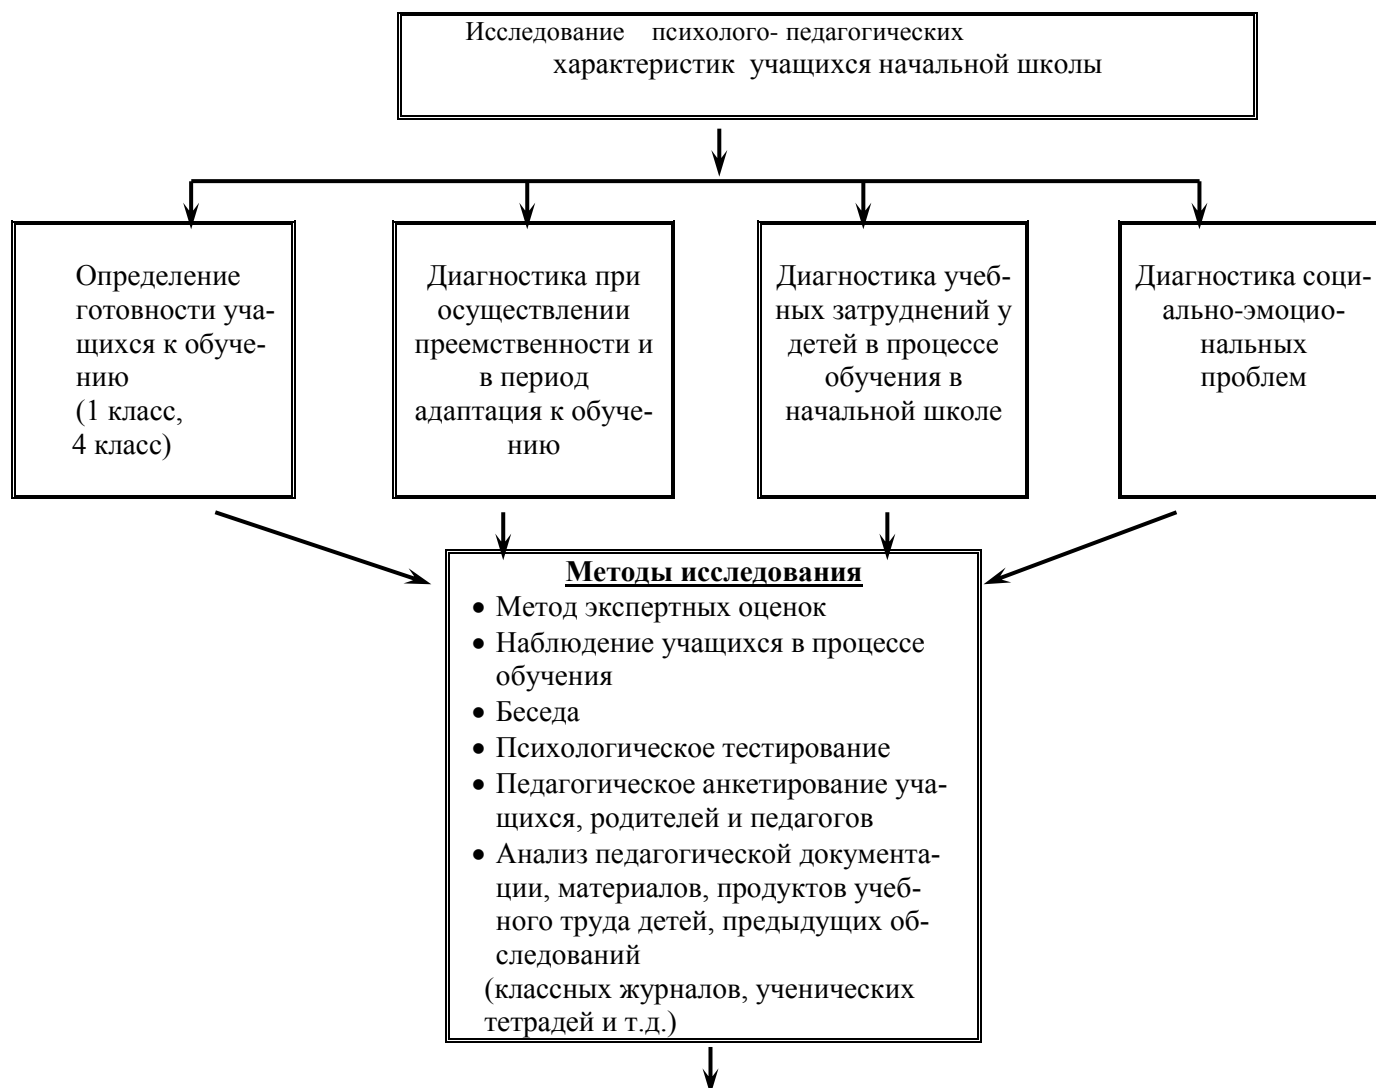 Исследование психолого- педагогических
характеристик учащихся начальной школы
Определение
готовности уча-
щихся к обуче-
нию
(1 класс,
4 класс)
Диагностика при
осуществлении
преемственности и
в период
адаптация к обуче-
нию
Диагностика учеб-
ных затруднений у
детей в процессе
обучения в
начальной школе
Диагностика соци-
ально-эмоцио-
нальных
проблем
Методы исследования
• Метод экспертных оценок
• Наблюдение учащихся в процессе
обучения
• Беседа
• Психологическое тестирование
• Педагогическое анкетирование уча-
щихся, родителей и педагогов
• Анализ педагогической документа-
ции, материалов, продуктов учеб-
ного труда детей, предыдущих об-
следований
(классных журналов, ученических
тетрадей и т.д.)